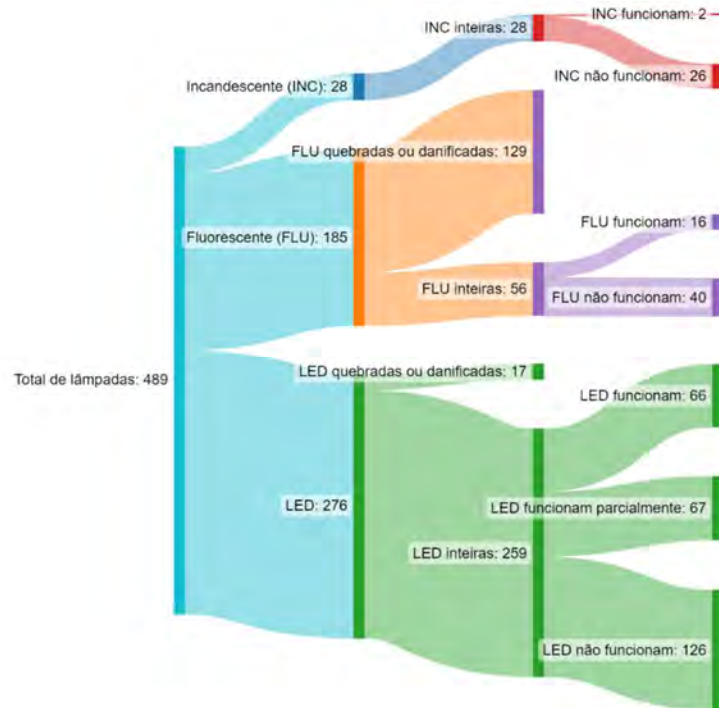 INC funcionam: 2
INC inteiras: 28
INC não funcionam: 26
Incandescente (INC): 28
FLU quebradas ou danificadas: 129
FLU funcionam: 16
Fluorescente (FLU): 185
FLU inteiras: 56
FLU não funcionam: 40
LED quebradas ou danificadas: 17
Total de lâmpadas: 489
LED funcionam: 66
LED: 276
LED funcionam parcialmente: 67
LED inteiras: 259
LED não funcionam: 126